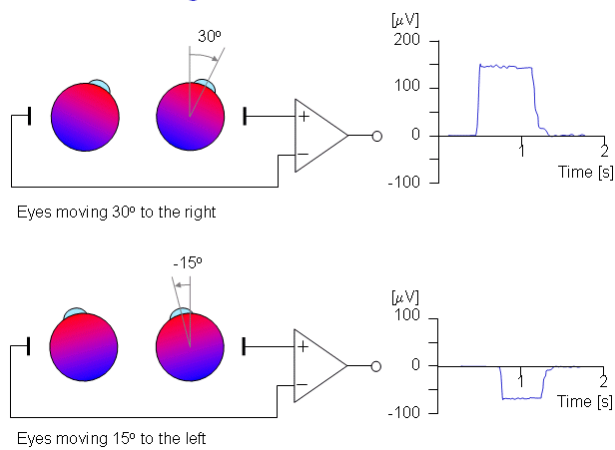 30º
[µV]
200
100
0
-100
1
2
Time [s]
+
−
Eyes moving 30º to the right
-15º
[µV]
100
0
-100
1
2
Time [s]
+
−
Eyes moving 15º to the left